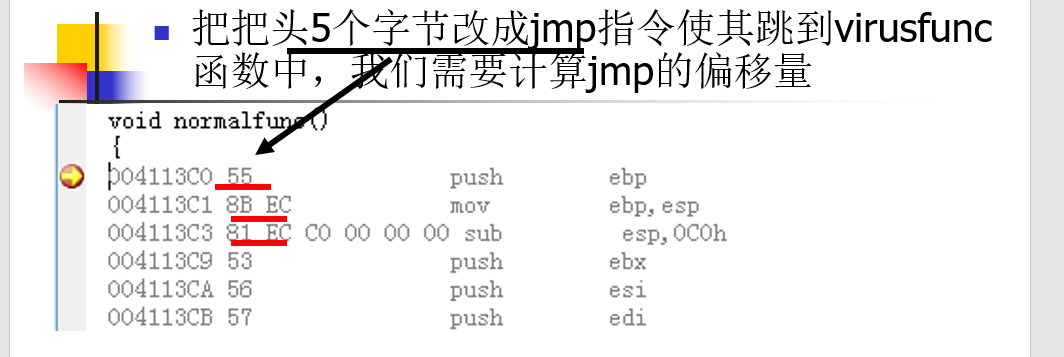 把把头5个字节改成jmp指令使其跳到virusfunc
函数中，我们需要计算jmp的偏移量
void normalfunc()
{
004113C0 55 push ebp
004113C1 8B EC mov ebp,esp
004113C3 81 EC C0 00 00 00 sub esp,0C0h
004113C9 53 push ebx
004113CA 56 push esi
004113CB 57 push edi